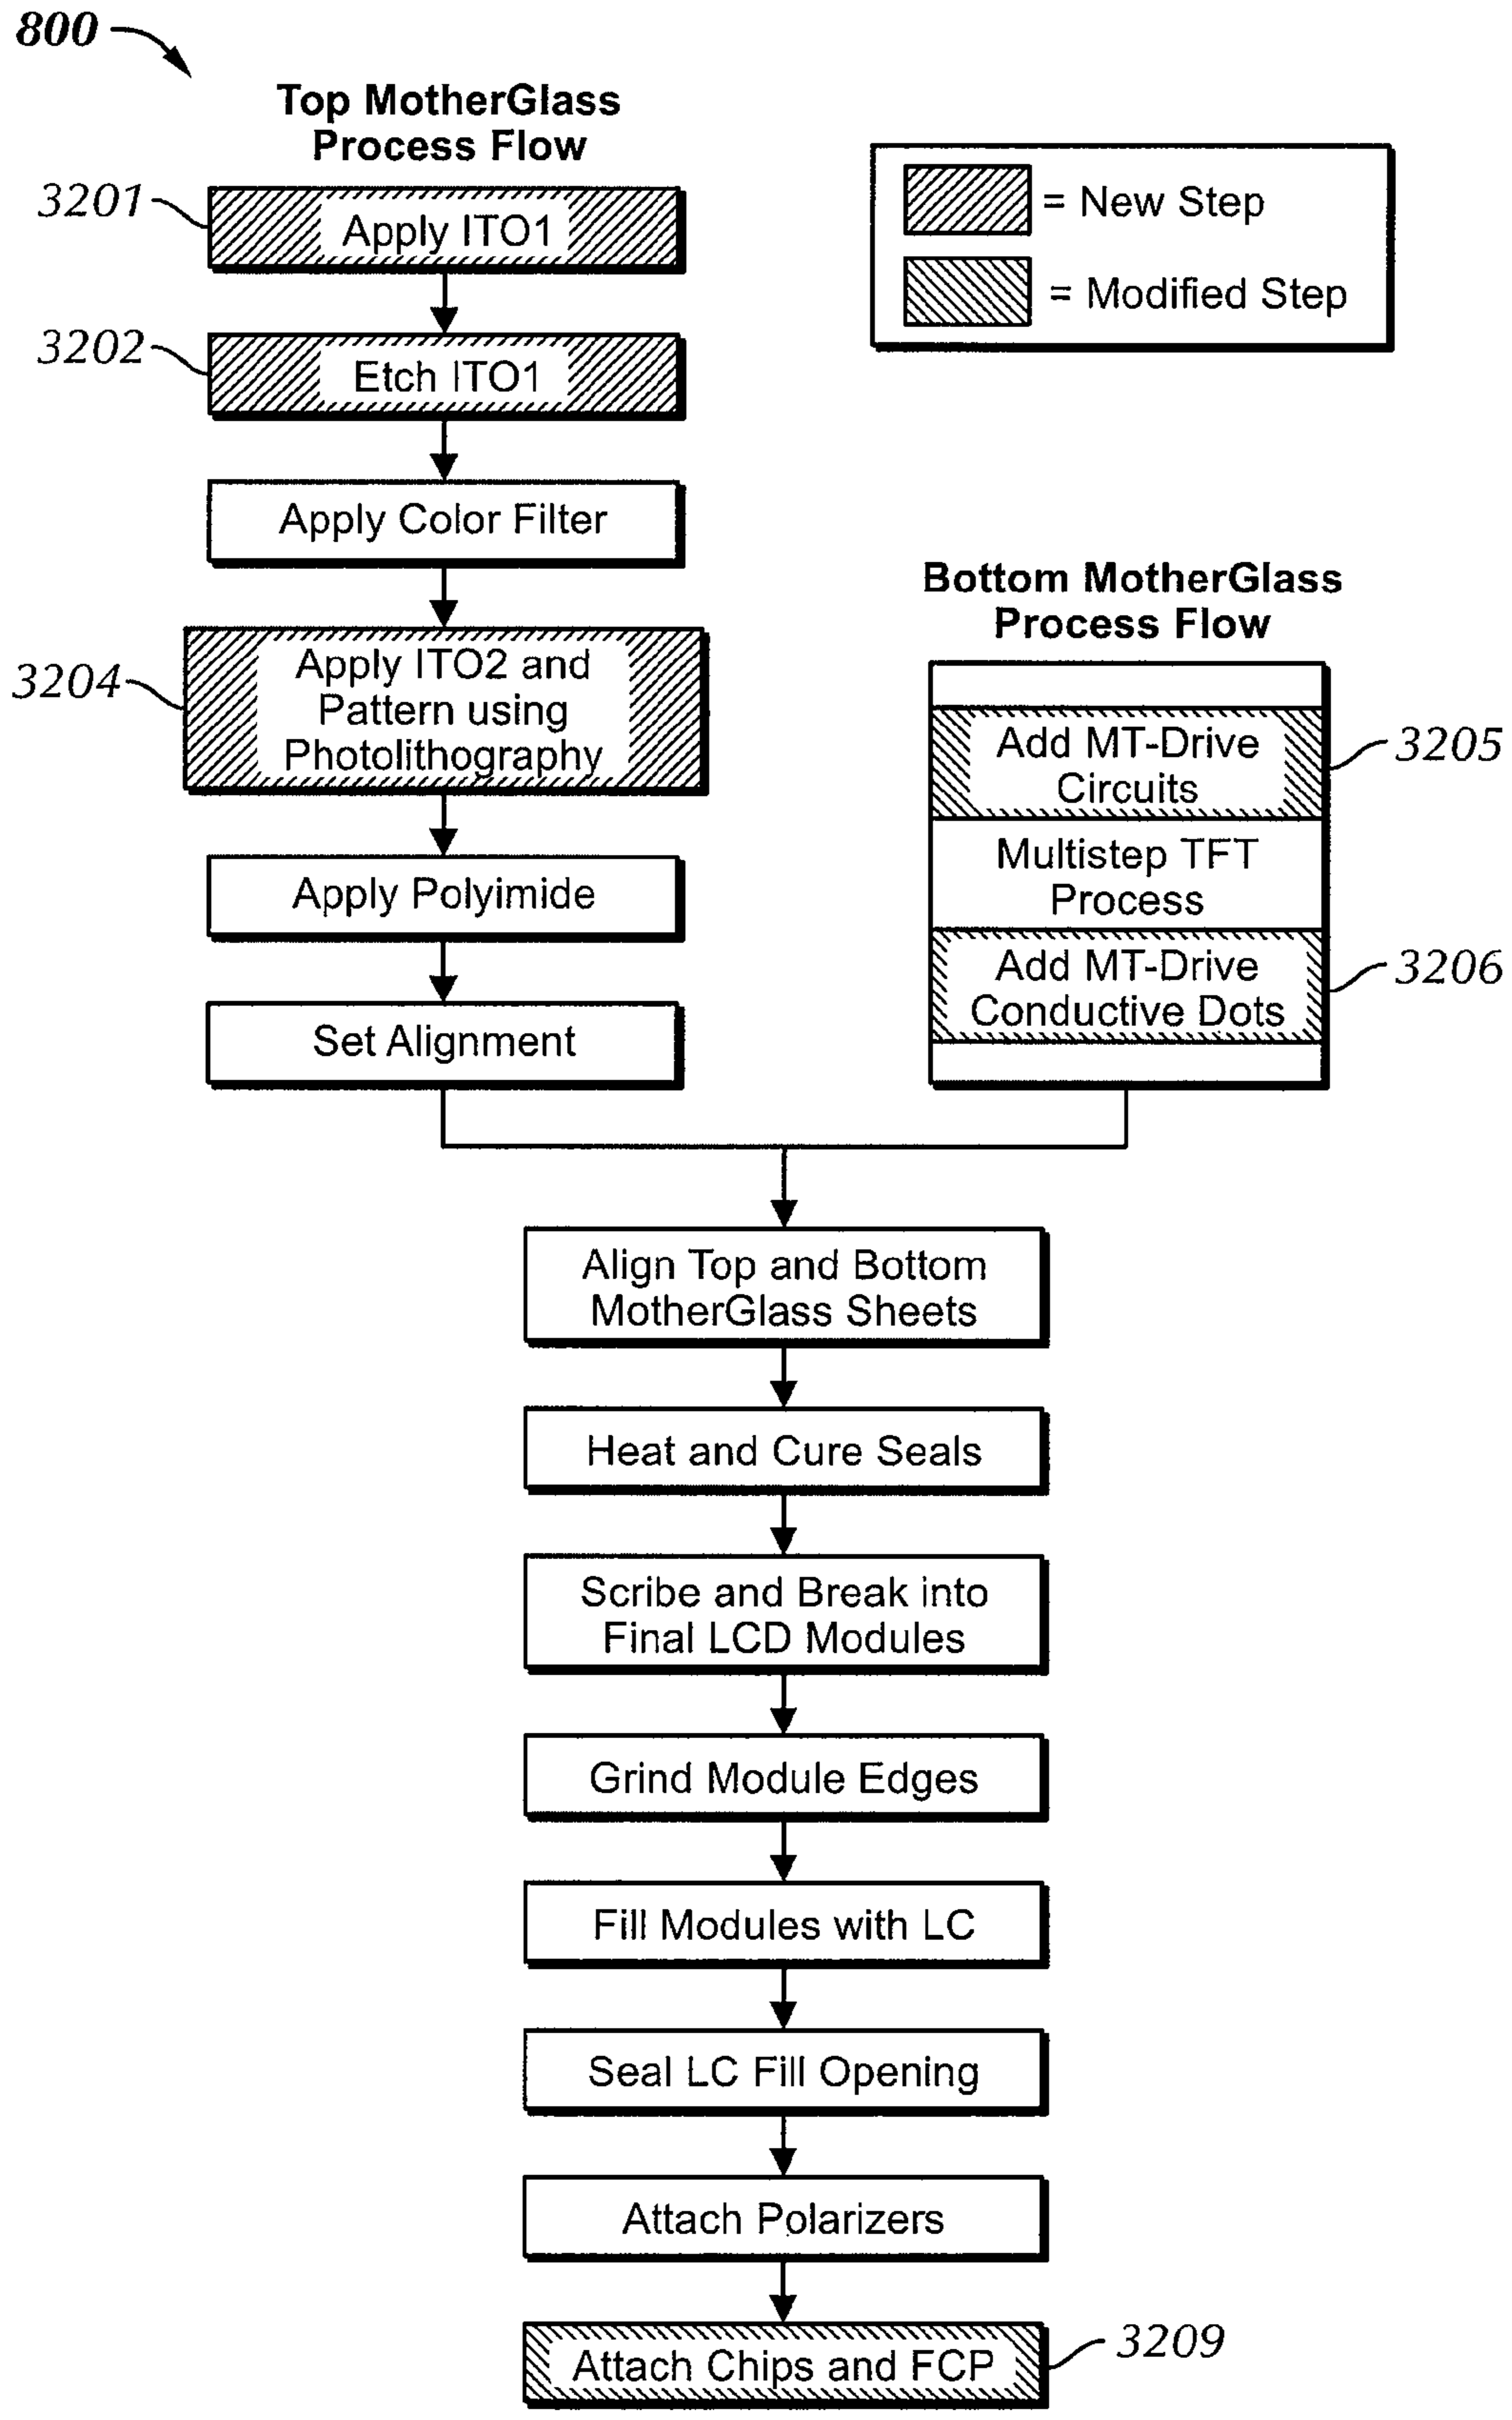 800
Top MotherGlass
Process Flow
3201
Apply ITO1
= New Step
= Modified Step
3202
Etch ITO1
Apply Color Filter
3204
Apply ITO2 and
Pattern using
Photolithography
Apply Polyimide
Set Alignment
Bottom MotherGlass
Process Flow
Add MT-Drive
Circuits
3205
Multistep TFT
Process
Add MT-Drive
Conductive Dots
3206
Align Top and Bottom
MotherGlass Sheets
Heat and Cure Seals
Scribe and Break into
Final LCD Modules
Grind Module Edges
Fill Modules with LC
Seal LC Fill Opening
Attach Polarizers
Attach Chips and FCP
3209